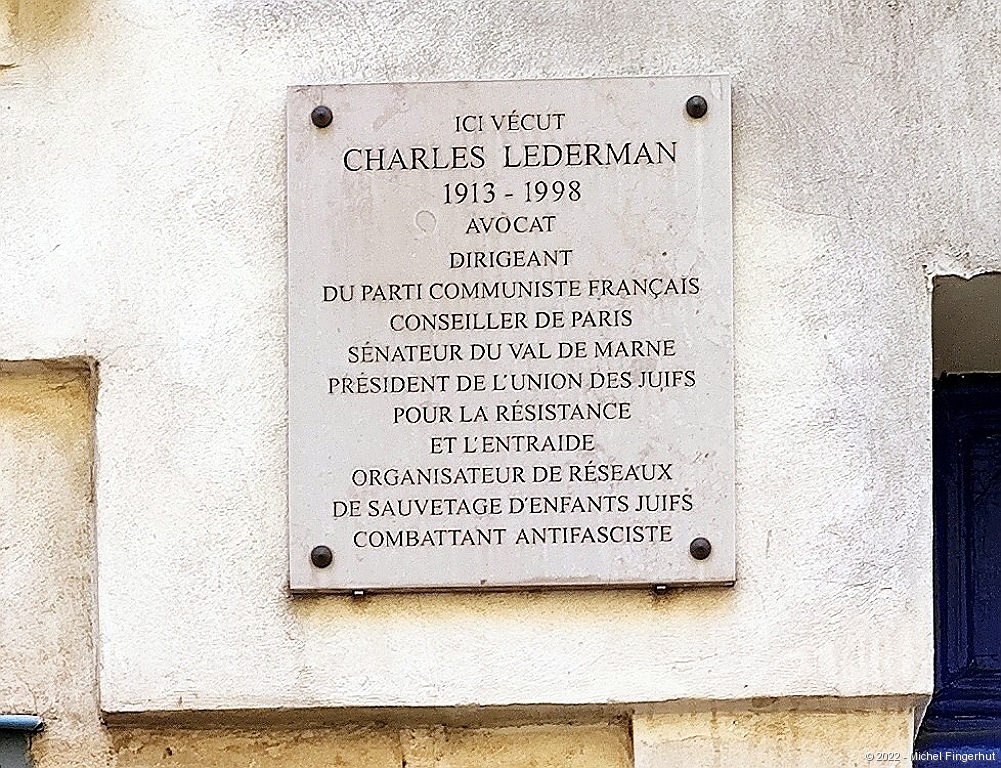 ICI VÉCUT
CHARLES LEDERMAN
1913 - 1998
AVOCAT
DIRIGEANT
DU PARTI COMMUNISTE FRANÇAIS
CONSEILLER DE PARIS
SÉNATEUR DU VAL DE MARNE
PRÉSIDENT DE L'UNION DES JUIFS
POUR LA RÉSISTANCE
ET L'ENTRAIDE
ORGANISATEUR DE RÉSEAUX
DE SAUVETAGE D'ENFANTS JUIFS
COMBATTANT ANTIFASCISTE
© 2022 - Michel Fingerhut